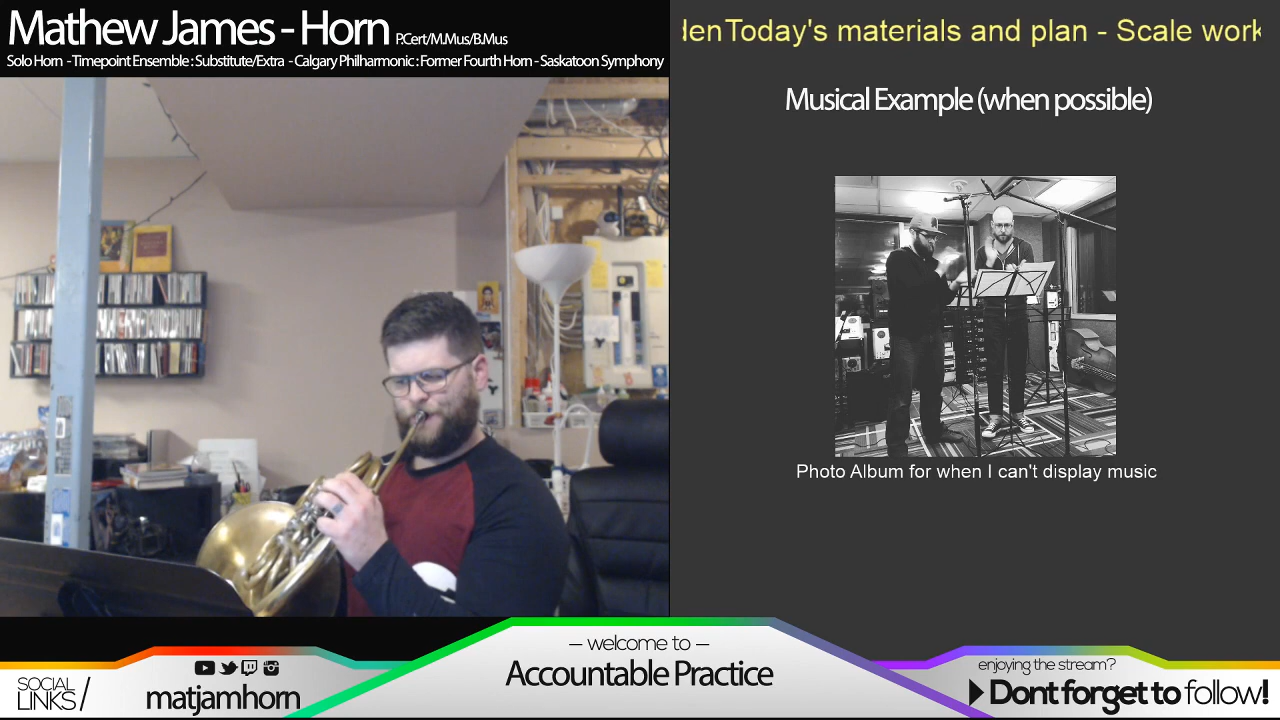 Mathew James - Horn P.Cert/M.Mus/B.Mus
Solo Horn - Timepoint Ensemble : Substitute/Extra - Calgary Philharmonic : Former Fourth Horn - Saskatoon Symphony
Today's materials and plan - Scale work
Musical Example (when possible)
Photo Album for when I can't display music
SOCIAL
LINKS /
matjamhorn
— welcome to —
Accountable Practice
enjoying the stream?
Dont forget to follow!